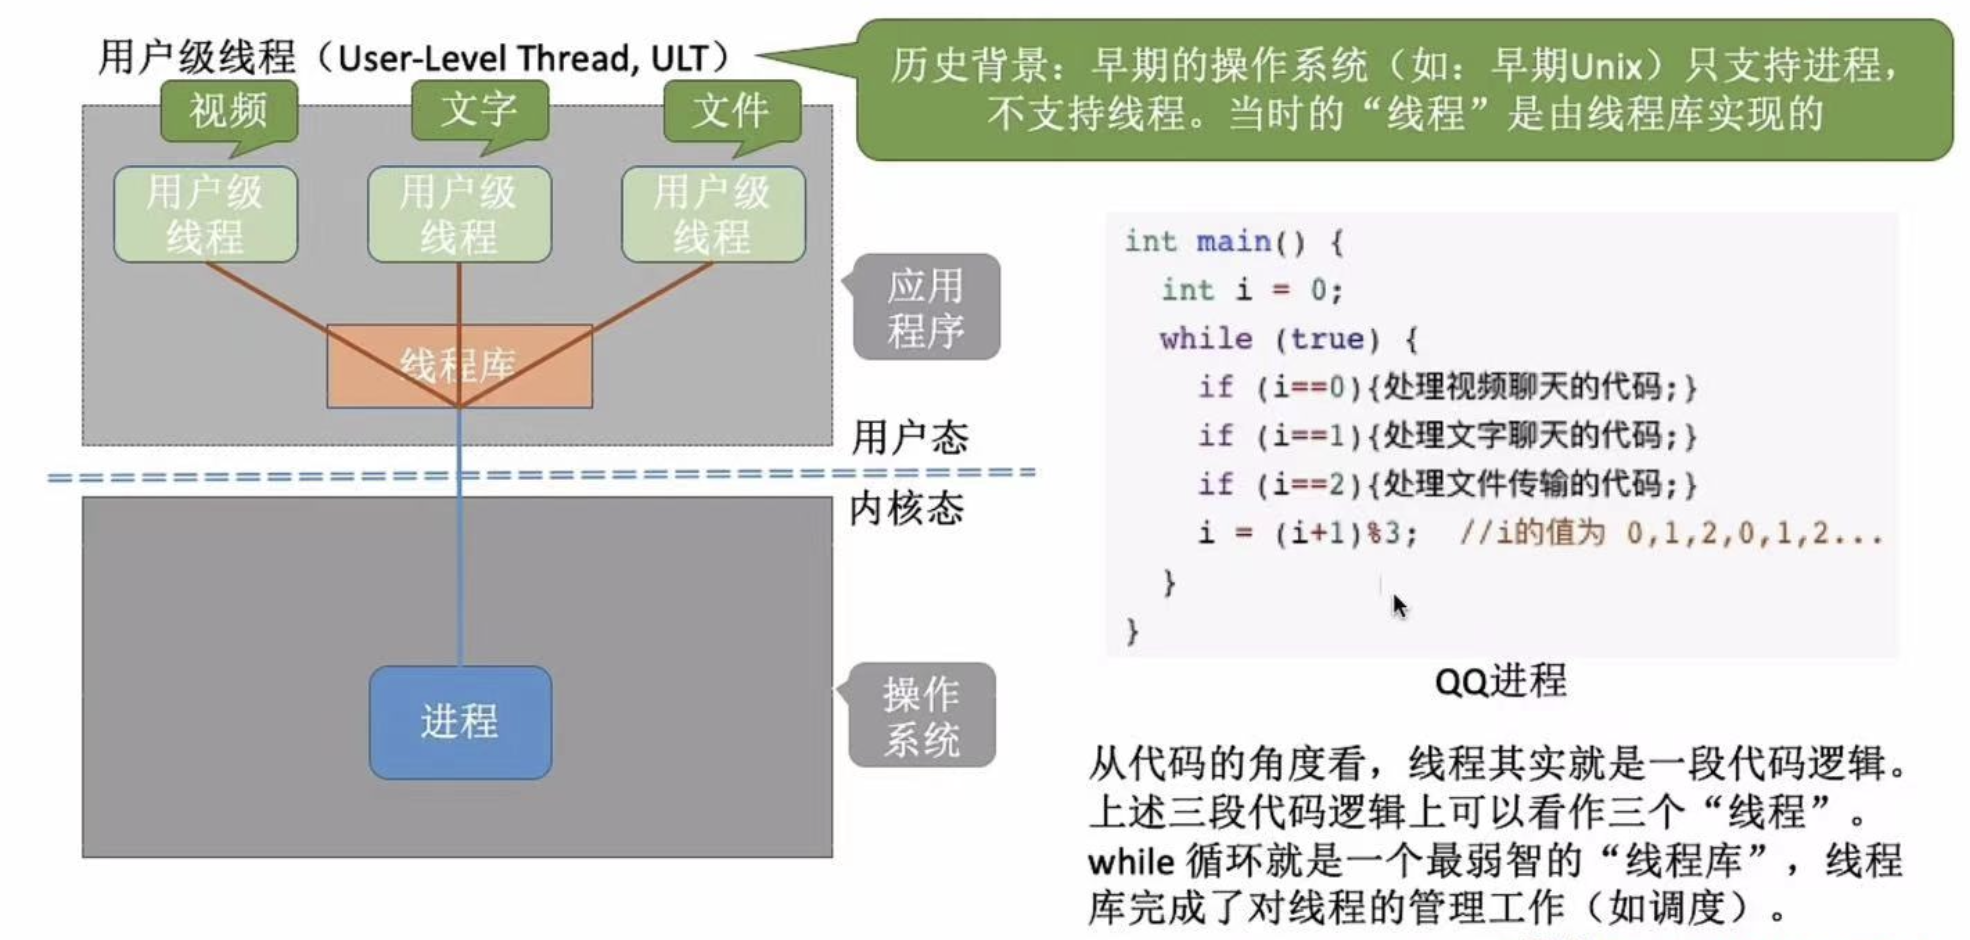 用户级线程（User-Level Thread, ULT）
历史背景：早期的操作系统（如：早期Unix）只支持进程，
不支持线程。当时的“线程”是由线程库实现的
视频
文字
文件
用户级
线程
用户级
线程
用户级
线程
线程库
应用
程序
用户态
内核态
进程
操作
系统
int main() {
int i = 0;
while (true) {
if (i==0){处理视频聊天的代码;}
if (i==1){处理文字聊天的代码;}
if (i==2){处理文件传输的代码;}
i = (i+1)%3; //i的值为 0,1,2,0,1,2...
}
}
QQ进程
从代码的角度看，线程其实就是一段代码逻辑。
上述三段代码逻辑上可以看作三个“线程”。
while 循环就是一个最弱智的“线程库”，线程
库完成了对线程的管理工作（如调度）。